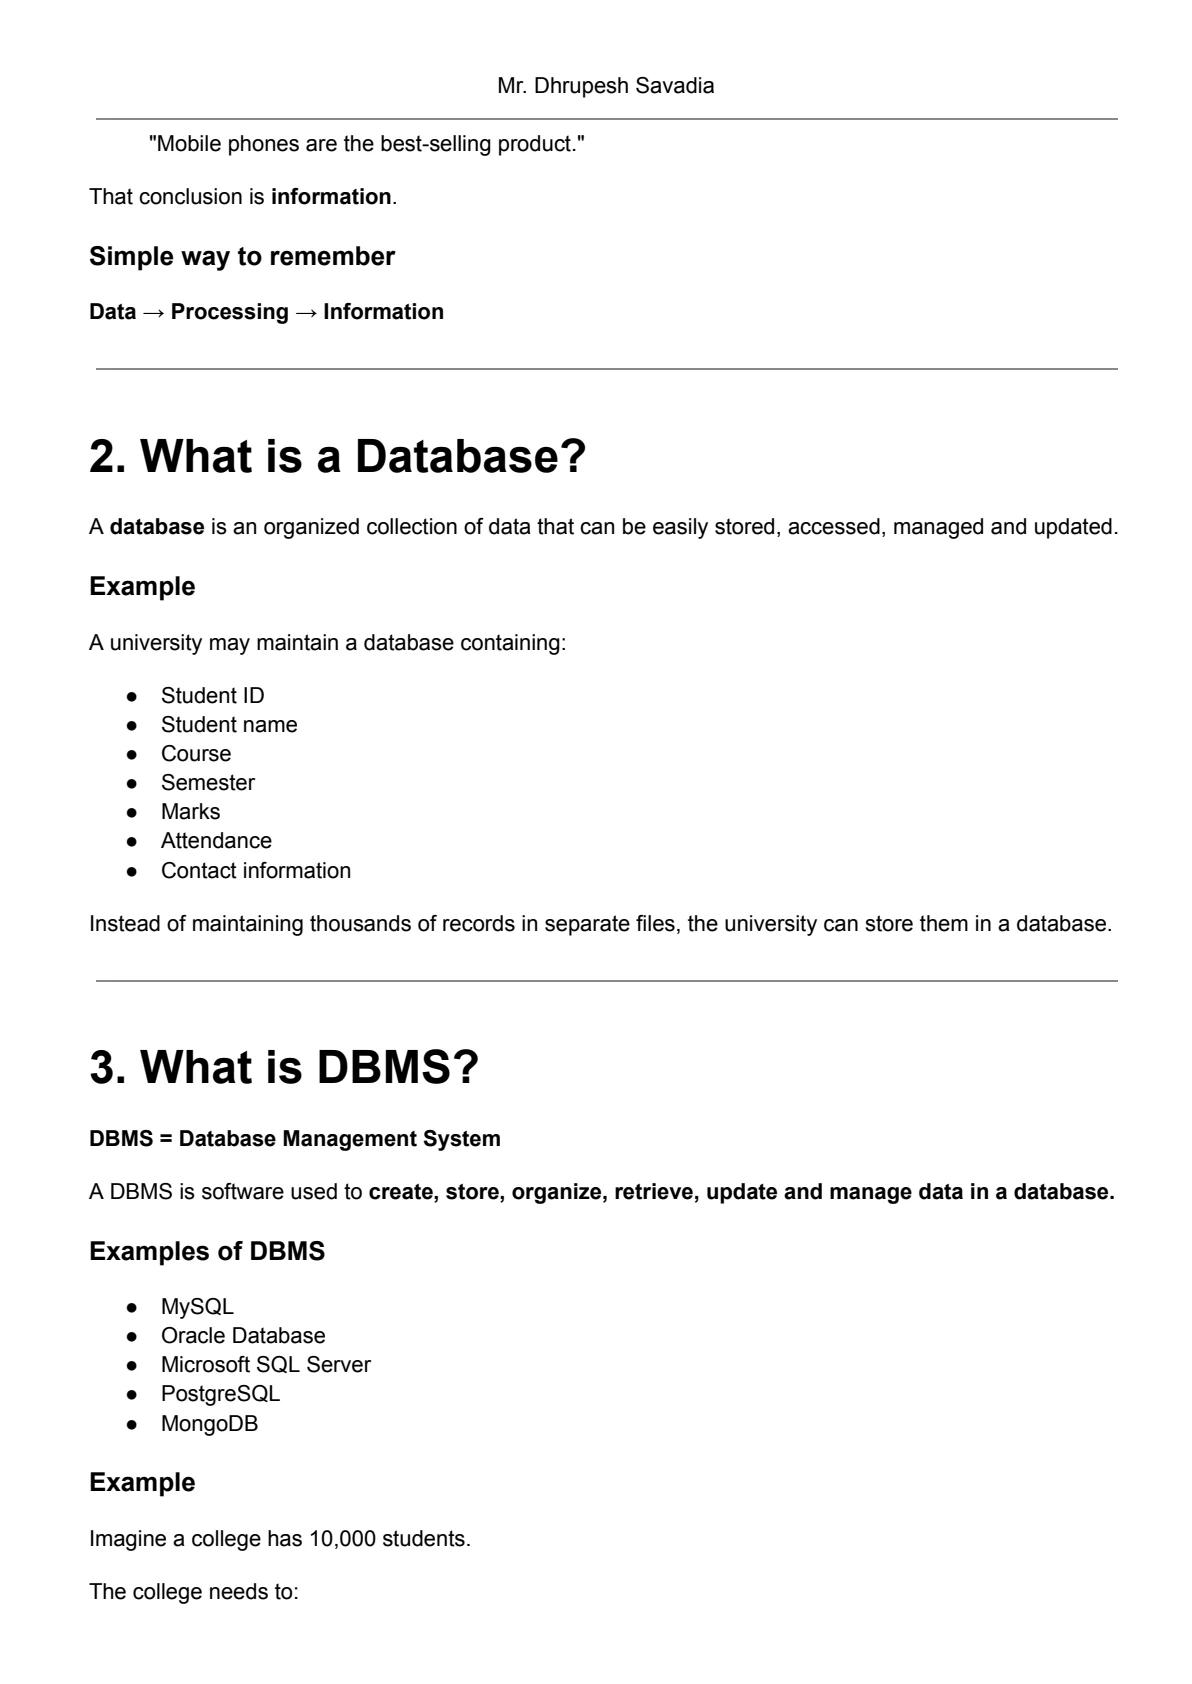 Mr. Dhrupesh Savadia
"Mobile phones are the best-selling product."
That conclusion is information.
Simple way to remember
Data → Processing → Information
2. What is a Database?
A database is an organized collection of data that can be easily stored, accessed, managed and updated.
Example
A university may maintain a database containing:
● Student ID
● Student name
● Course
● Semester
● Marks
● Attendance
● Contact information
Instead of maintaining thousands of records in separate files, the university can store them in a database.
3. What is DBMS?
DBMS = Database Management System
A DBMS is software used to create, store, organize, retrieve, update and manage data in a database.
Examples of DBMS
● MySQL
● Oracle Database
● Microsoft SQL Server
● PostgreSQL
● MongoDB
Example
Imagine a college has 10,000 students.
The college needs to: